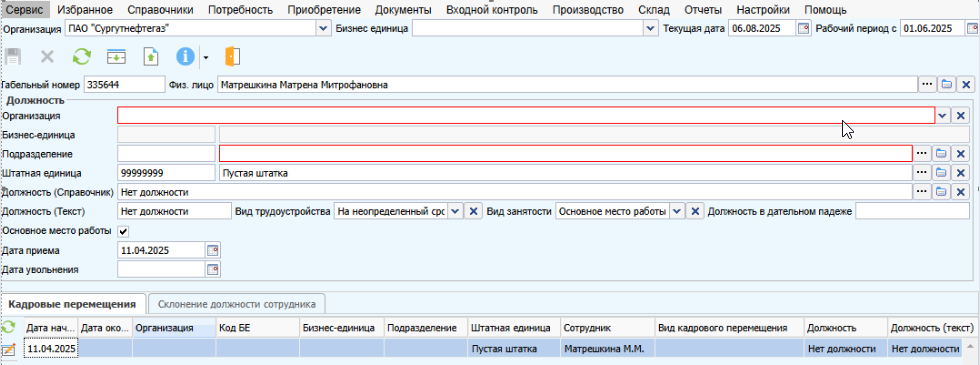 Сервис Избранное Справочники Потребность Приобретение Документы Входной контроль Производство Склад Отчеты Настройки Помощь
Организация ПАО "Сургутнефтегаз" Бизнес единица Текущая дата 06.08.2025 Рабочий период с 01.06.2025
Табельный номер 335644 Физ. лицо Матрешкина Матрена Митрофановна
Должность
Организация
Бизнес-единица
Подразделение
Штатная единица 99999999 Пустая штатка
Должность (Справочник) Нет должности
Должность (Текст) Нет должности Вид трудоустройства На неопределенный срс Вид занятости Основное место работы Должность в дательном падеже
Основное место работы
Дата приема 11.04.2025
Дата увольнения
Кадровые перемещения Склонение должности сотрудника
Дата нач... Дата око... Организация Код БЕ Бизнес-единица Подразделение Штатная единица Сотрудник Вид кадрового перемещения Должность Должность (текст)
11.04.2025 Пустая штатка Матрешкина М.М. Нет должности Нет должности